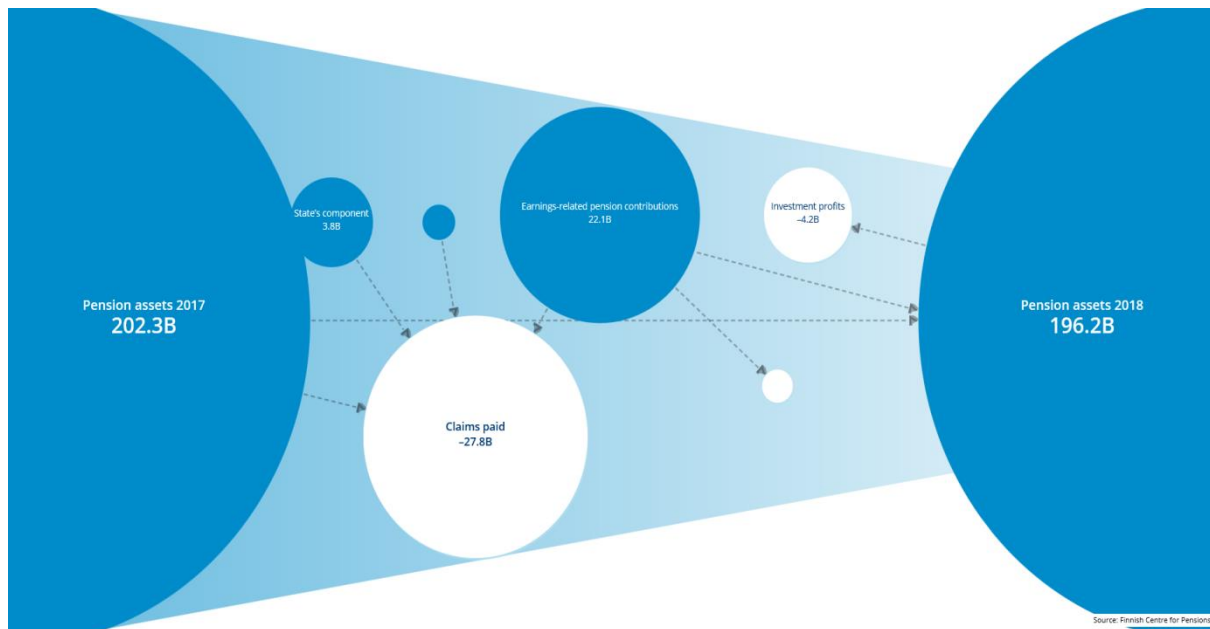 State's component
3.8B
Earnings-related pension contributions
22.1B
Investment profits
–4.2B
Pension assets 2017
202.3B
Pension assets 2018
196.2B
Claims paid
–27.8B
Source: Finnish Centre for Pensions